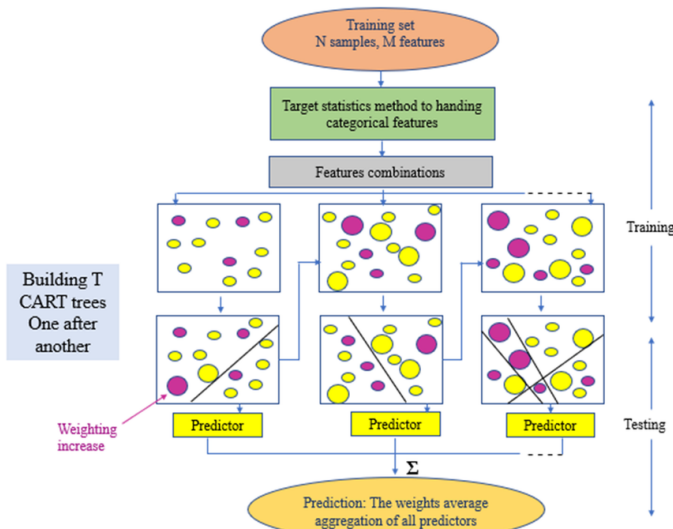 Training set
N samples, M features
Target statistics method to handing
categorical features
Features combinations
Training
Building T
CART trees
One after
another
Weighting
increase
Predictor
Predictor
Predictor
Testing
Σ
Prediction: The weights average
aggregation of all predictors